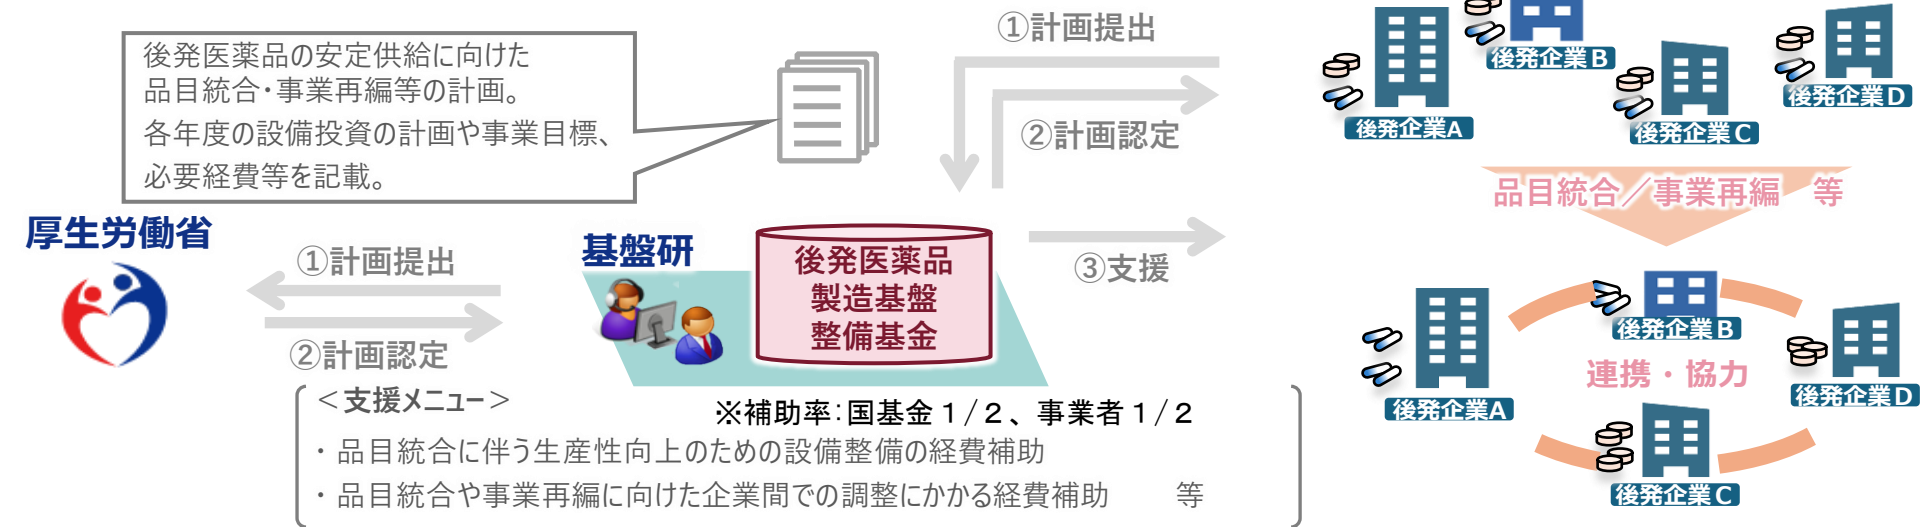 後発医薬品の安定供給に向けた
品目統合・事業再編等の計画。
各年度の設備投資の計画や事業目標、
必要経費等を記載。
①計画提出
②計画認定
後発企業A
後発企業B
後発企業C
後発企業D
品目統合／事業再編　等
厚生労働省
①計画提出
②計画認定
基盤研
後発医薬品
製造基盤
整備基金
③支援
後発企業A
後発企業B
連携・協力
後発企業C
後発企業D
＜支援メニュー＞
※補助率：国基金１/２、事業者１/２
・品目統合に伴う生産性向上のための設備整備の経費補助
・品目統合や事業再編に向けた企業間での調整にかかる経費補助　　等